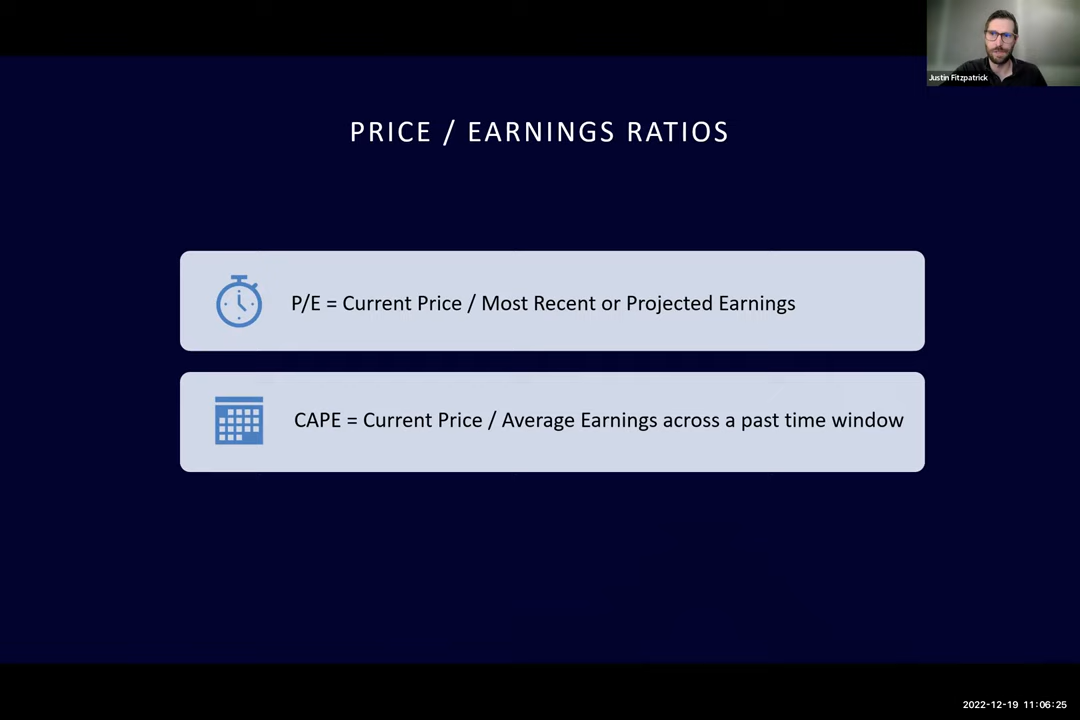 Justin Fitzpatrick
PRICE / EARNINGS RATIOS
P/E = Current Price / Most Recent or Projected Earnings
CAPE = Current Price / Average Earnings across a past time window
2022-12-19 11:06:25